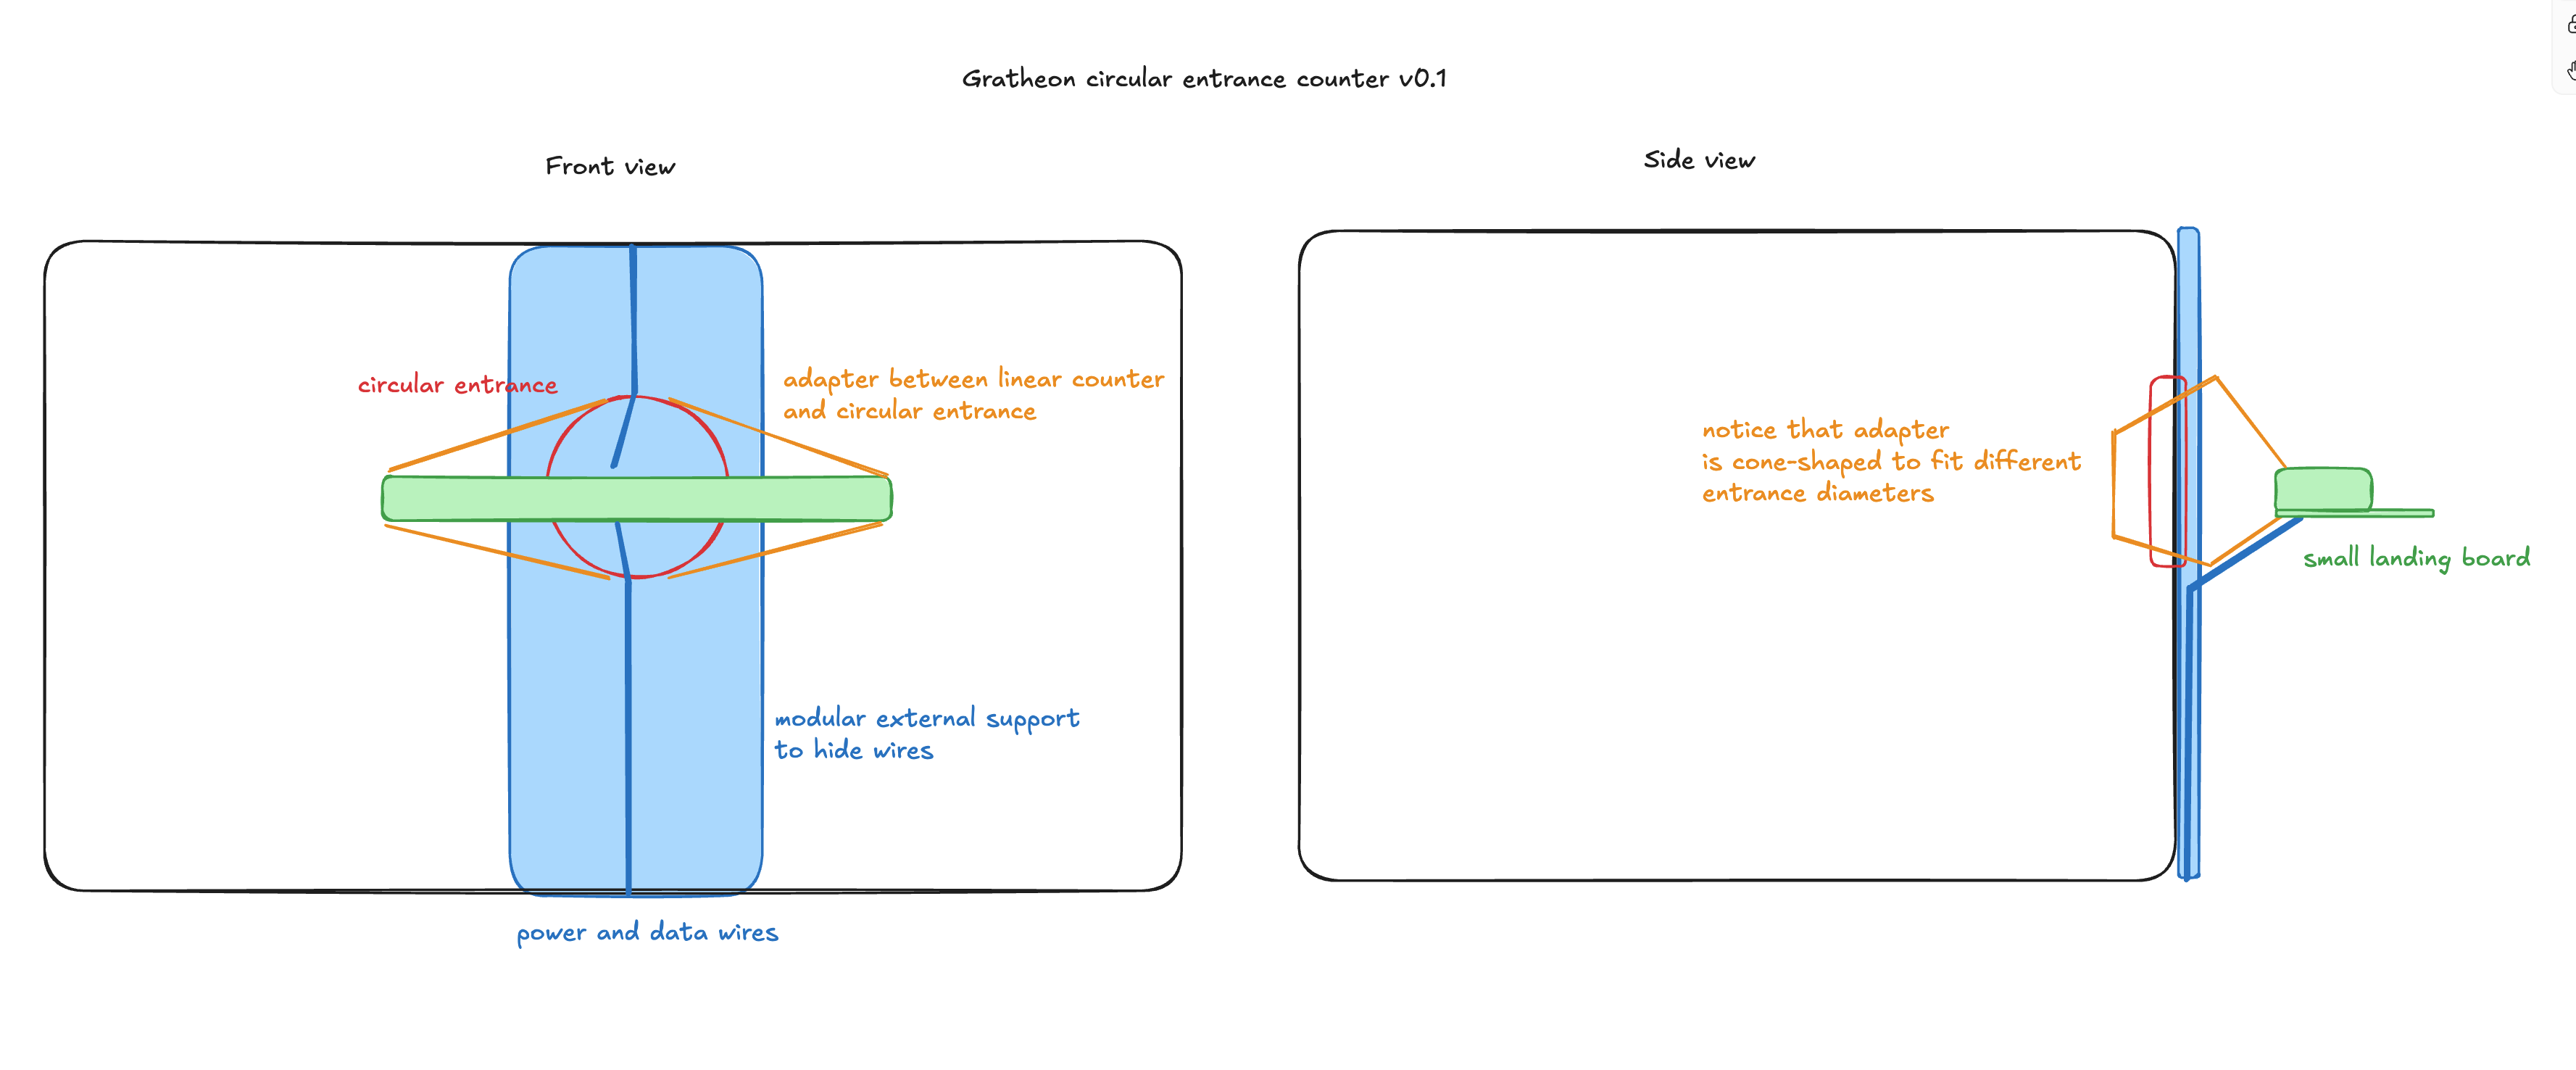 Gratheon circular entrance counter v0.1
Front view
circular entrance
adapter between linear counter
and circular entrance
modular external support
to hide wires
power and data wires
Side view
notice that adapter
is cone-shaped to fit different
entrance diameters
small landing board